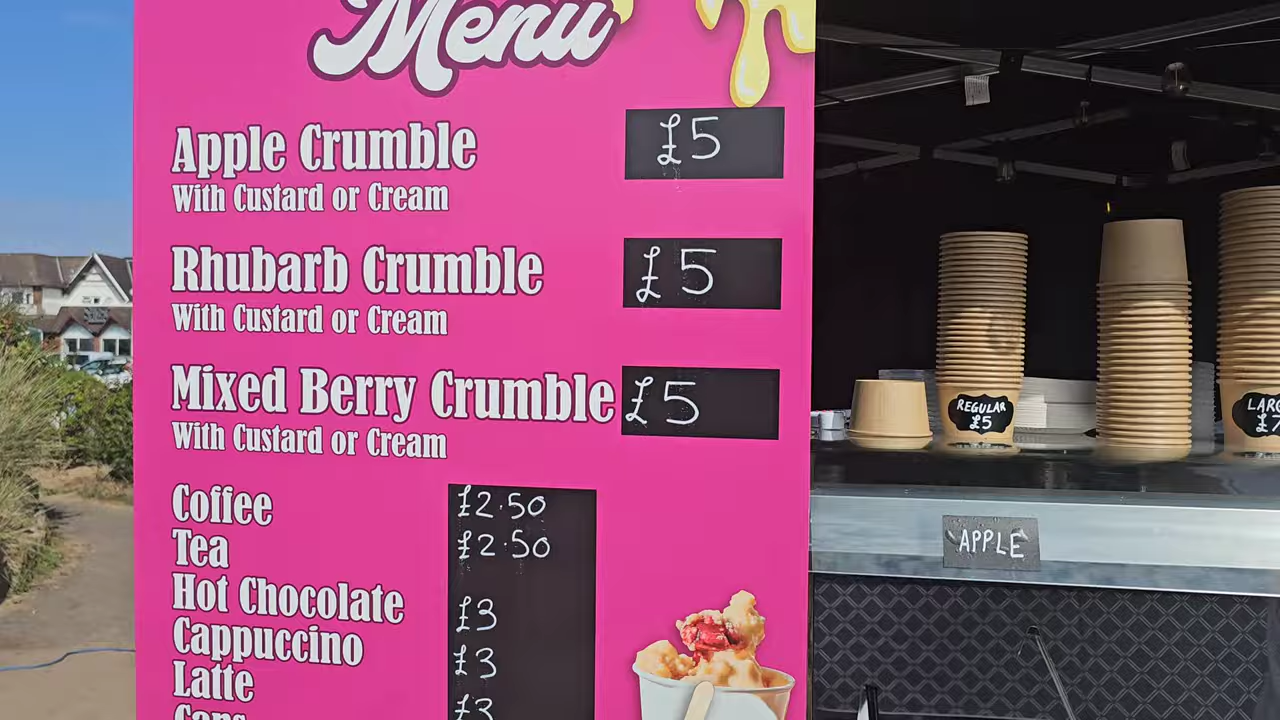 Menu
Apple Crumble £5
With Custard or Cream
Rhubarb Crumble £5
With Custard or Cream
Mixed Berry Crumble £5
With Custard or Cream
Coffee £2.50
Tea £2.50
Hot Chocolate £3
Cappuccino £3
Latte £3
REGULAR
£5
£7
APPLE